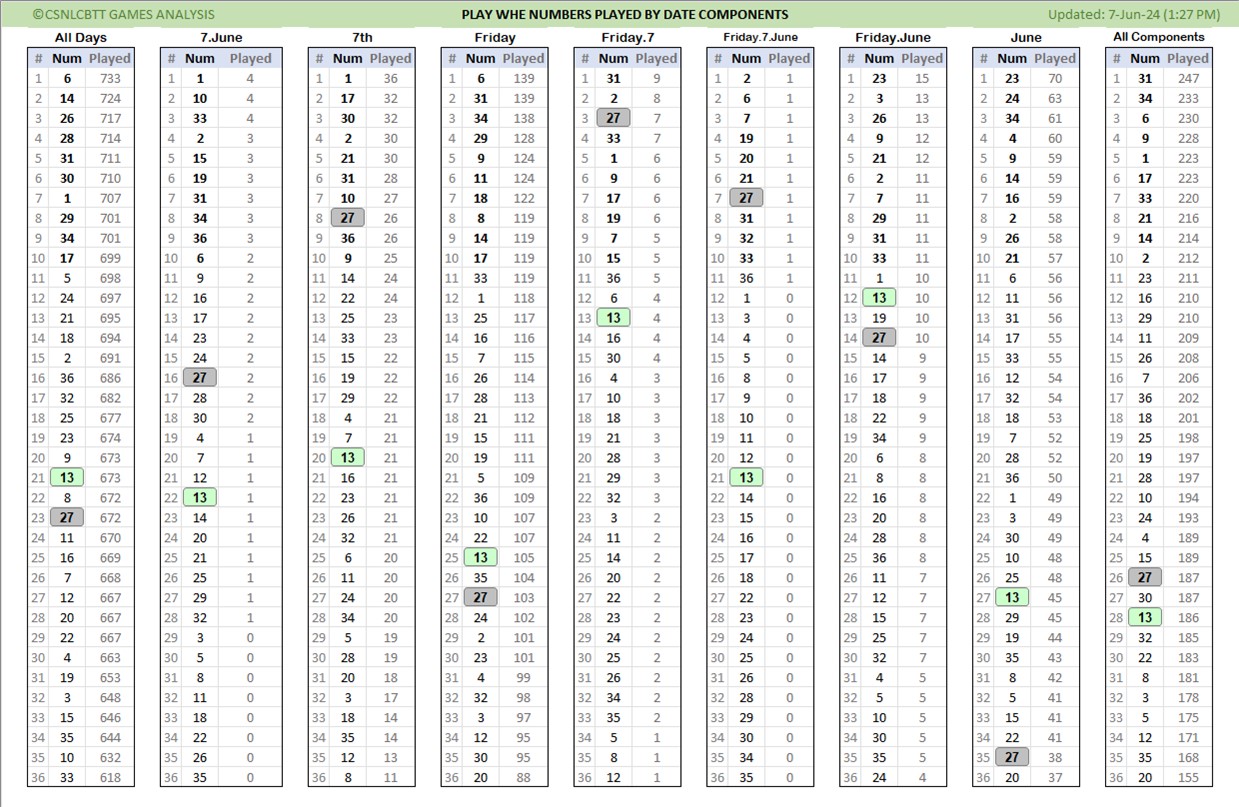 ©CSNLCBTT GAMES ANALYSIS PLAY WHE NUMBERS PLAYED BY DATE COMPONENTS Updated: 7-Jun-24 (1:27 PM)
All Days 7.June 7th Friday Friday.7 Friday.7.June Friday.June June All Components
# Num Played # Num Played # Num Played # Num Played # Num Played # Num Played # Num Played # Num Played # Num Played
1 6 733 1 1 4 1 1 36 1 6 139 1 31 9 1 2 1 1 23 15 1 23 70 1 31 247
2 14 724 2 10 4 2 17 32 2 31 139 2 2 8 2 6 1 2 3 13 2 24 63 2 34 233
3 26 717 3 33 4 3 30 32 3 34 138 3 27 7 3 7 1 3 26 13 3 34 61 3 6 230
4 28 714 4 2 3 4 2 30 4 29 128 4 33 7 4 19 1 4 9 12 4 4 60 4 9 228
5 31 711 5 15 3 5 21 30 5 9 124 5 1 6 5 20 1 5 21 12 5 9 59 5 1 223
6 30 710 6 19 3 6 31 28 6 11 124 6 9 6 6 21 1 6 2 11 6 14 59 6 17 223
7 1 707 7 31 3 7 10 27 7 18 122 7 17 6 7 27 1 7 7 11 7 16 59 7 33 220
8 29 701 8 34 3 8 27 26 8 8 119 8 19 6 8 31 1 8 29 11 8 2 58 8 21 216
9 34 701 9 36 3 9 36 26 9 14 119 9 7 5 9 32 1 9 31 11 9 26 58 9 14 214
10 17 699 10 6 2 10 9 25 10 17 119 10 15 5 10 33 1 10 33 11 10 21 57 10 2 212
11 5 698 11 9 2 11 14 24 11 33 119 11 36 5 11 36 1 11 1 10 11 6 56 11 23 211
12 24 697 12 16 2 12 22 24 12 1 118 12 6 4 12 1 0 12 13 10 12 11 56 12 16 210
13 21 695 13 17 2 13 25 23 13 25 117 13 13 4 13 3 0 13 19 10 13 31 56 13 29 210
14 18 694 14 23 2 14 33 23 14 16 116 14 16 4 14 4 0 14 27 10 14 17 55 14 11 209
15 2 691 15 24 2 15 15 22 15 7 115 15 30 4 15 5 0 15 14 9 15 33 55 15 26 208
16 36 686 16 27 2 16 19 22 16 26 114 16 4 3 16 8 0 16 17 9 16 12 54 16 7 206
17 32 682 17 28 2 17 29 22 17 28 113 17 10 3 17 9 0 17 18 9 17 32 54 17 36 202
18 25 677 18 30 2 18 4 21 18 21 112 18 18 3 18 10 0 18 22 9 18 18 53 18 18 201
19 23 674 19 4 1 19 7 21 19 15 111 19 21 3 19 11 0 19 34 9 19 7 52 19 25 198
20 9 673 20 7 1 20 13 21 20 19 111 20 28 3 20 12 0 20 6 8 20 28 52 20 19 197
21 13 673 21 12 1 21 16 21 21 5 109 21 29 3 21 13 0 21 8 8 21 36 50 21 28 197
22 8 672 22 13 1 22 23 21 22 36 109 22 32 3 22 14 0 22 16 8 22 1 49 22 10 194
23 27 672 23 14 1 23 26 21 23 10 107 23 3 2 23 15 0 23 20 8 23 3 49 23 24 193
24 11 670 24 20 1 24 32 21 24 22 107 24 11 2 24 16 0 24 28 8 24 30 49 24 4 189
25 16 669 25 21 1 25 6 20 25 13 105 25 14 2 25 17 0 25 36 8 25 10 48 25 15 189
26 7 668 26 25 1 26 11 20 26 35 104 26 20 2 26 18 0 26 11 7 26 25 48 26 27 187
27 12 667 27 29 1 27 24 20 27 27 103 27 22 2 27 22 0 27 12 7 27 13 45 27 30 187
28 20 667 28 32 1 28 34 20 28 24 102 28 23 2 28 23 0 28 15 7 28 29 45 28 13 186
29 22 667 29 3 0 29 5 19 29 2 101 29 24 2 29 24 0 29 25 7 29 19 44 29 32 185
30 4 663 30 5 0 30 28 19 30 23 101 30 25 2 30 25 0 30 32 7 30 35 43 30 22 183
31 19 653 31 8 0 31 20 18 31 4 99 31 26 2 31 26 0 31 4 5 31 8 42 31 8 181
32 3 648 32 11 0 32 3 17 32 32 98 32 34 2 32 28 0 32 5 5 32 5 41 32 3 178
33 15 646 33 18 0 33 18 14 33 3 97 33 35 2 33 29 0 33 10 5 33 15 41 33 5 175
34 35 644 34 22 0 34 35 14 34 12 95 34 5 1 34 30 0 34 30 5 34 22 41 34 12 171
35 10 632 35 26 0 35 12 13 35 30 95 35 8 1 35 34 0 35 35 5 35 27 38 35 35 168
36 33 618 36 35 0 36 8 11 36 20 88 36 12 1 36 35 0 36 24 4 36 20 37 36 20 155